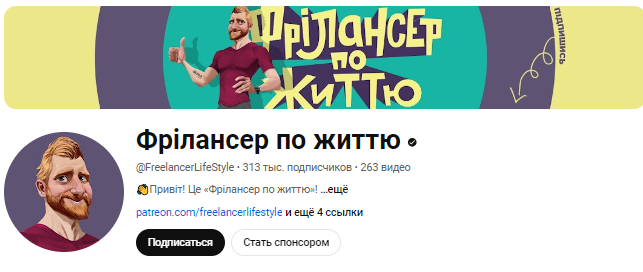 ФРІЛАНСЕР
ПО
ЖИТТЮ
підпишись
Фрілансер по життю
@FreelancerLifeStyle • 313 тыс. подписчиков • 263 видео
👏Привіт! Це «Фрілансер по життю»! ...ещё
patreon.com/freelancerlifestyle и ещё 4 ссылки
Подписаться
Стать спонсором